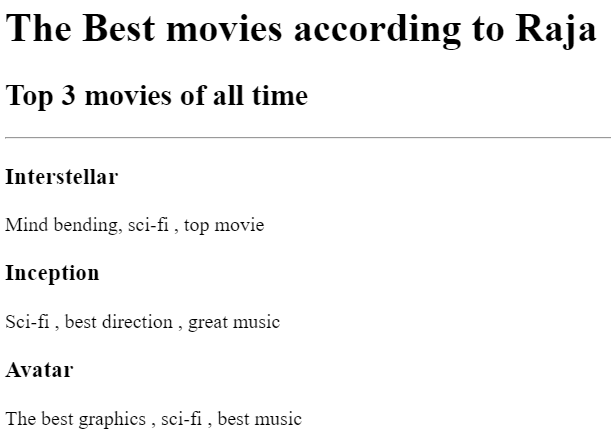 The Best movies according to Raja
Top 3 movies of all time
Interstellar
Mind bending, sci-fi , top movie
Inception
Sci-fi , best direction , great music
Avatar
The best graphics , sci-fi , best music